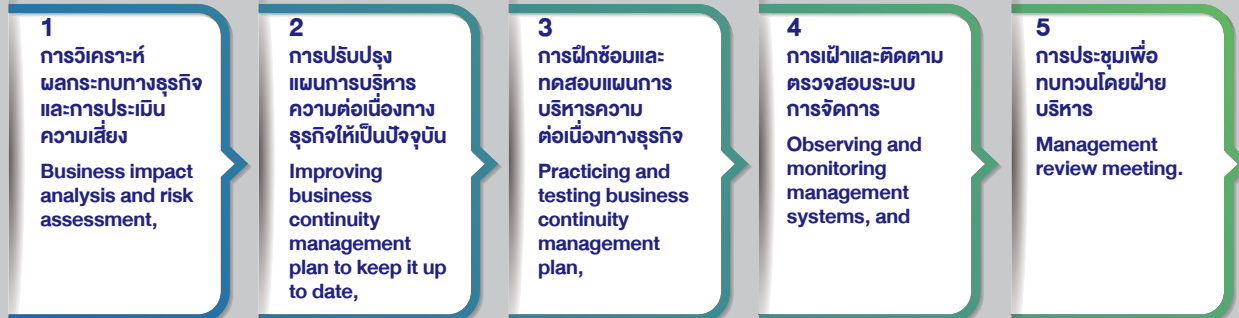 1
การวิเคราะห์
ผลกระทบทางธุรกิจ
และการประเมิน
ความเสี่ยง
Business impact
analysis and risk
assessment,
2
การปรับปรุง
แผนการบริหาร
ความต่อเนื่องทาง
ธุรกิจให้เป็นปัจจุบัน
Improving
business
continuity
management
plan to keep it up
to date,
3
การฝึกซ้อมและ
ทดสอบแผนการ
บริหารความ
ต่อเนื่องทางธุรกิจ
Practicing and
testing business
continuity
management
plan,
4
การเฝ้าและติดตาม
ตรวจสอบระบบ
การจัดการ
Observing and
monitoring
management
systems, and
5
การประชุมเพื่อ
ทบทวนโดยฝ่าย
บริหาร
Management
review meeting.